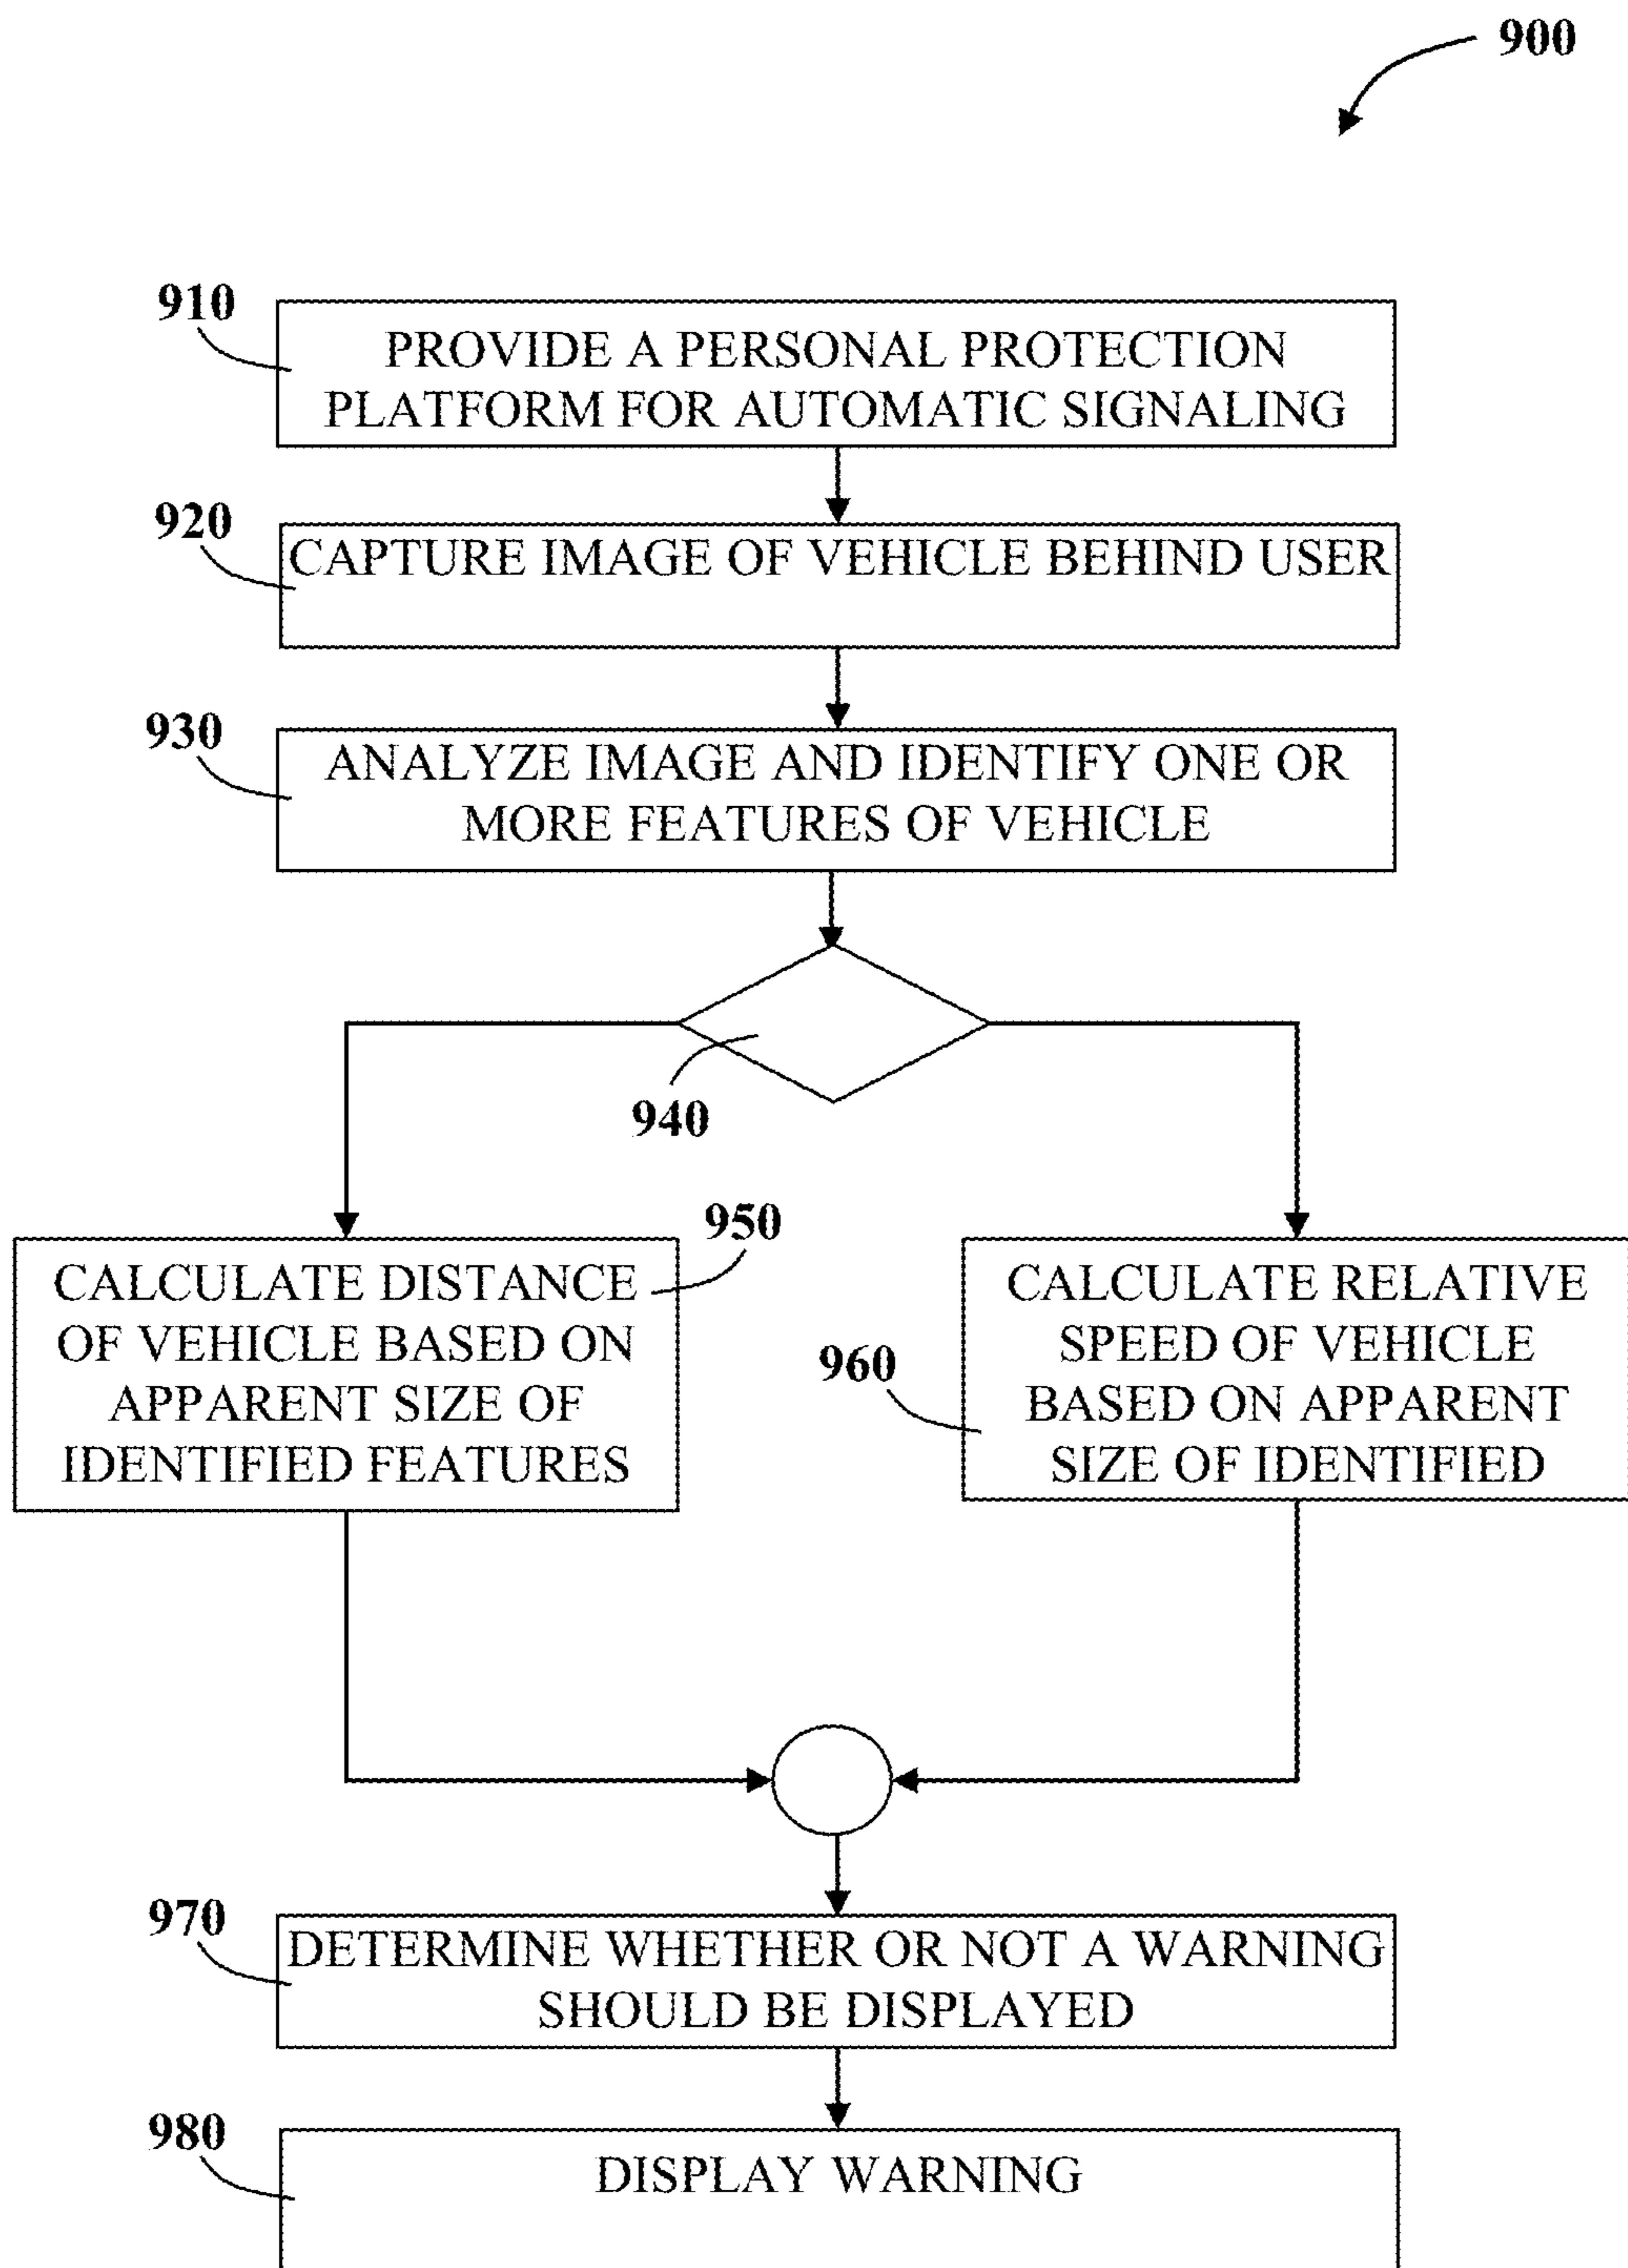 900
910
PROVIDE A PERSONAL PROTECTION
PLATFORM FOR AUTOMATIC SIGNALING
920
CAPTURE IMAGE OF VEHICLE BEHIND USER
930
ANALYZE IMAGE AND IDENTIFY ONE OR
MORE FEATURES OF VEHICLE
940
950
CALCULATE DISTANCE
OF VEHICLE BASED ON
APPARENT SIZE OF
IDENTIFIED FEATURES
960
CALCULATE RELATIVE
SPEED OF VEHICLE
BASED ON APPARENT
SIZE OF IDENTIFIED
970
DETERMINE WHETHER OR NOT A WARNING
SHOULD BE DISPLAYED
980
DISPLAY WARNING